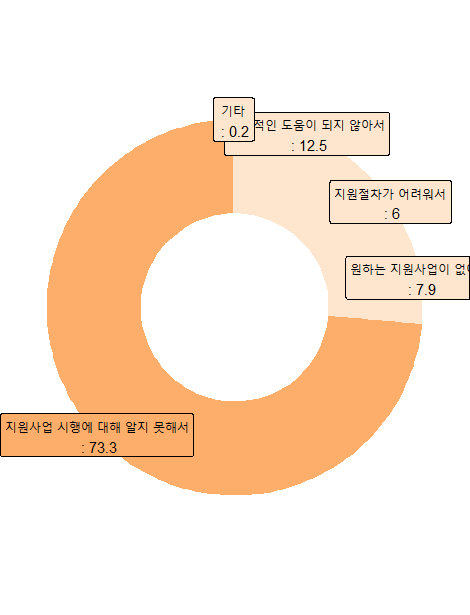 기타
: 0.2
적인 도움이 되지 않아서
: 12.5
지원절차가 어려워서
: 6
원하는 지원사업이 없
: 7.9
지원사업 시행에 대해 알지 못해서
: 73.3